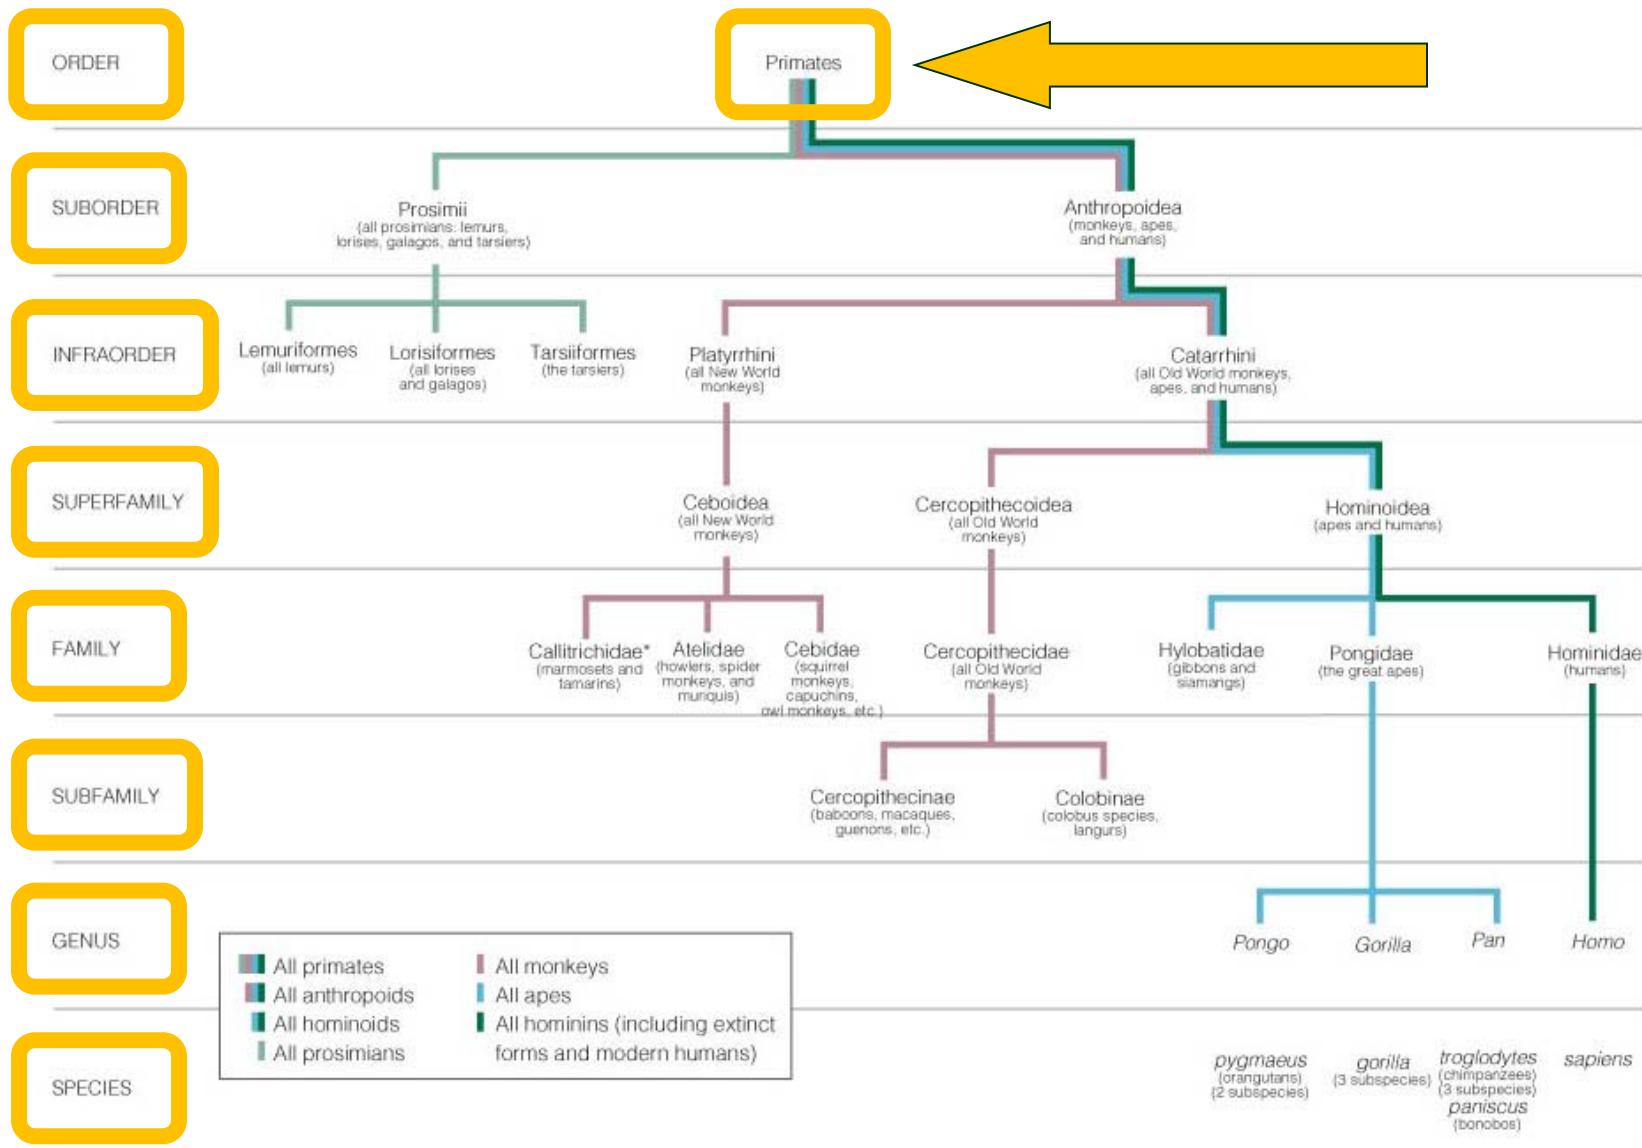 ORDER
Primates
SUBORDER
Prosimii
(all prosimians: lemurs,
lorises, galagos, and tarsiers)
Anthropoidea
(monkeys, apes,
and humans)
INFRAORDER
Lemuriformes
(all lemurs)
Lorisiformes
(all lorises
and galagos)
Tarsiiformes
(the tarsiers)
Platyrrhini
(all New World
monkeys)
Catarrhini
(all Old World monkeys,
apes, and humans)
SUPERFAMILY
Ceboidea
(all New World
monkeys)
Cercopithecoidea
(all Old World
monkeys)
Hominoidea
(apes and humans)
FAMILY
Callitrichidae*
(marmosets and
tamarins)
Atelidae
(howlers, spider
monkeys, and
muriquis)
Cebidae
(squirrel
monkeys,
capuchins,
owl monkeys, etc.)
Cercopithecidae
(all Old World
monkeys)
Hylobatidae
(gibbons and
siamangs)
Pongidae
(the great apes)
Hominidae
(humans)
SUBFAMILY
Cercopithecinae
(baboons, macaques,
guenons, etc.)
Colobinae
(colobus species,
langurs)
GENUS
Pongo
Gorilla
Pan
Homo
All primates
All anthropoids
All hominoids
All prosimians
All monkeys
All apes
All hominins (including extinct
forms and modern humans)
SPECIES
pygmaeus
(orangutans)
(2 subspecies)
gorilla
(3 subspecies)
troglodytes
(chimpanzees)
(3 subspecies)
paniscus
(bonobos)
sapiens